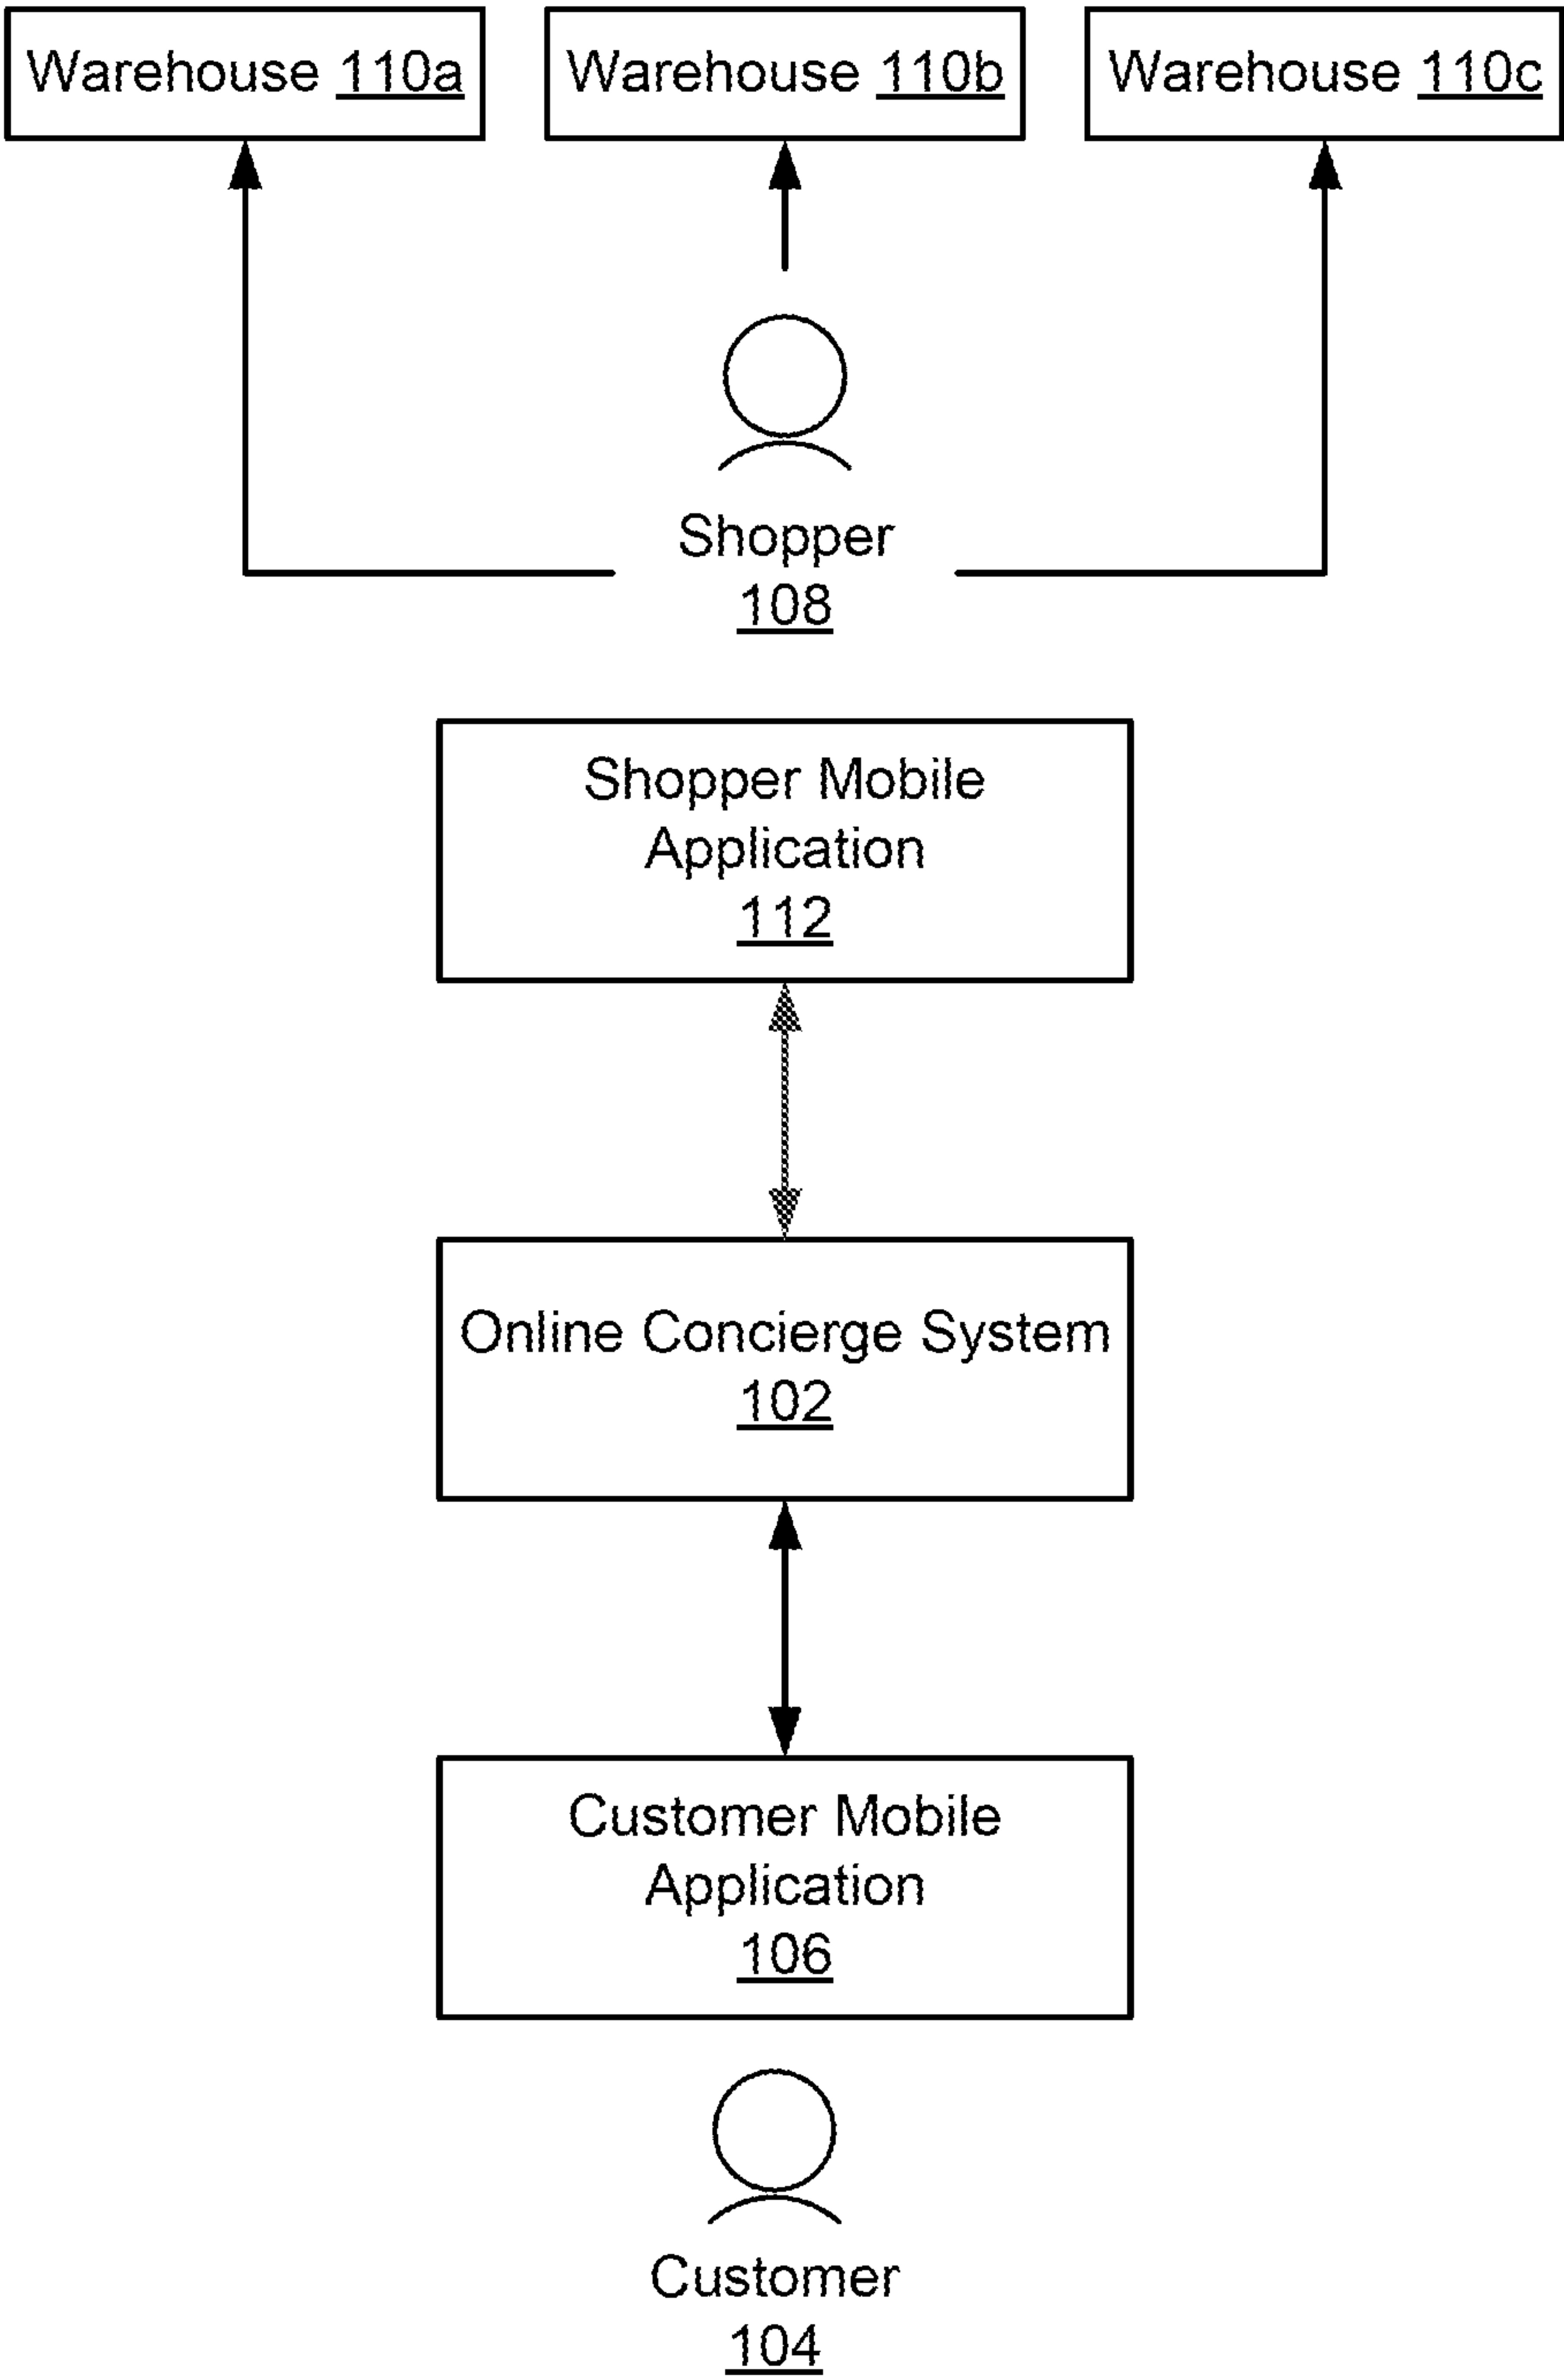 Warehouse 110a
Warehouse 110b
Warehouse 110c
Shopper
108
Shopper Mobile
Application
112
Online Concierge System
102
Customer Mobile
Application
106
Customer
104